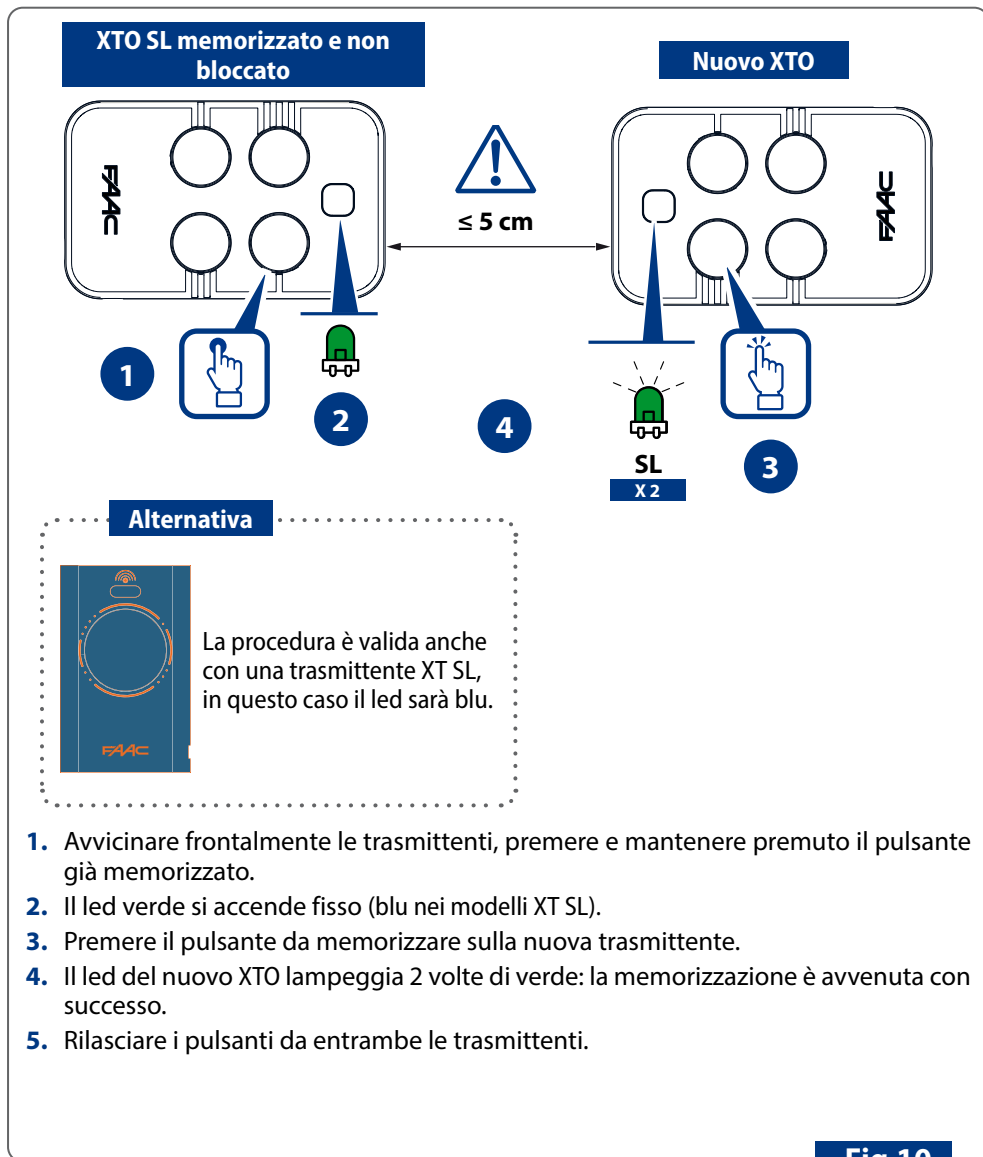 XTO SL memorizzato e non
bloccato
Nuovo XTO
FAAC
≤ 5 cm
FAAC
1
2
4
SL
X 2
3
Alternativa
La procedura è valida anche
con una trasmittente XT SL,
in questo caso il led sarà blu.
FAAC
1. Avvicinare frontalmente le trasmittenti, premere e mantenere premuto il pulsante
già memorizzato.
2. Il led verde si accende fisso (blu nei modelli XT SL).
3. Premere il pulsante da memorizzare sulla nuova trasmittente.
4. Il led del nuovo XTO lampeggia 2 volte di verde: la memorizzazione è avvenuta con
successo.
5. Rilasciare i pulsanti da entrambe le trasmittenti.